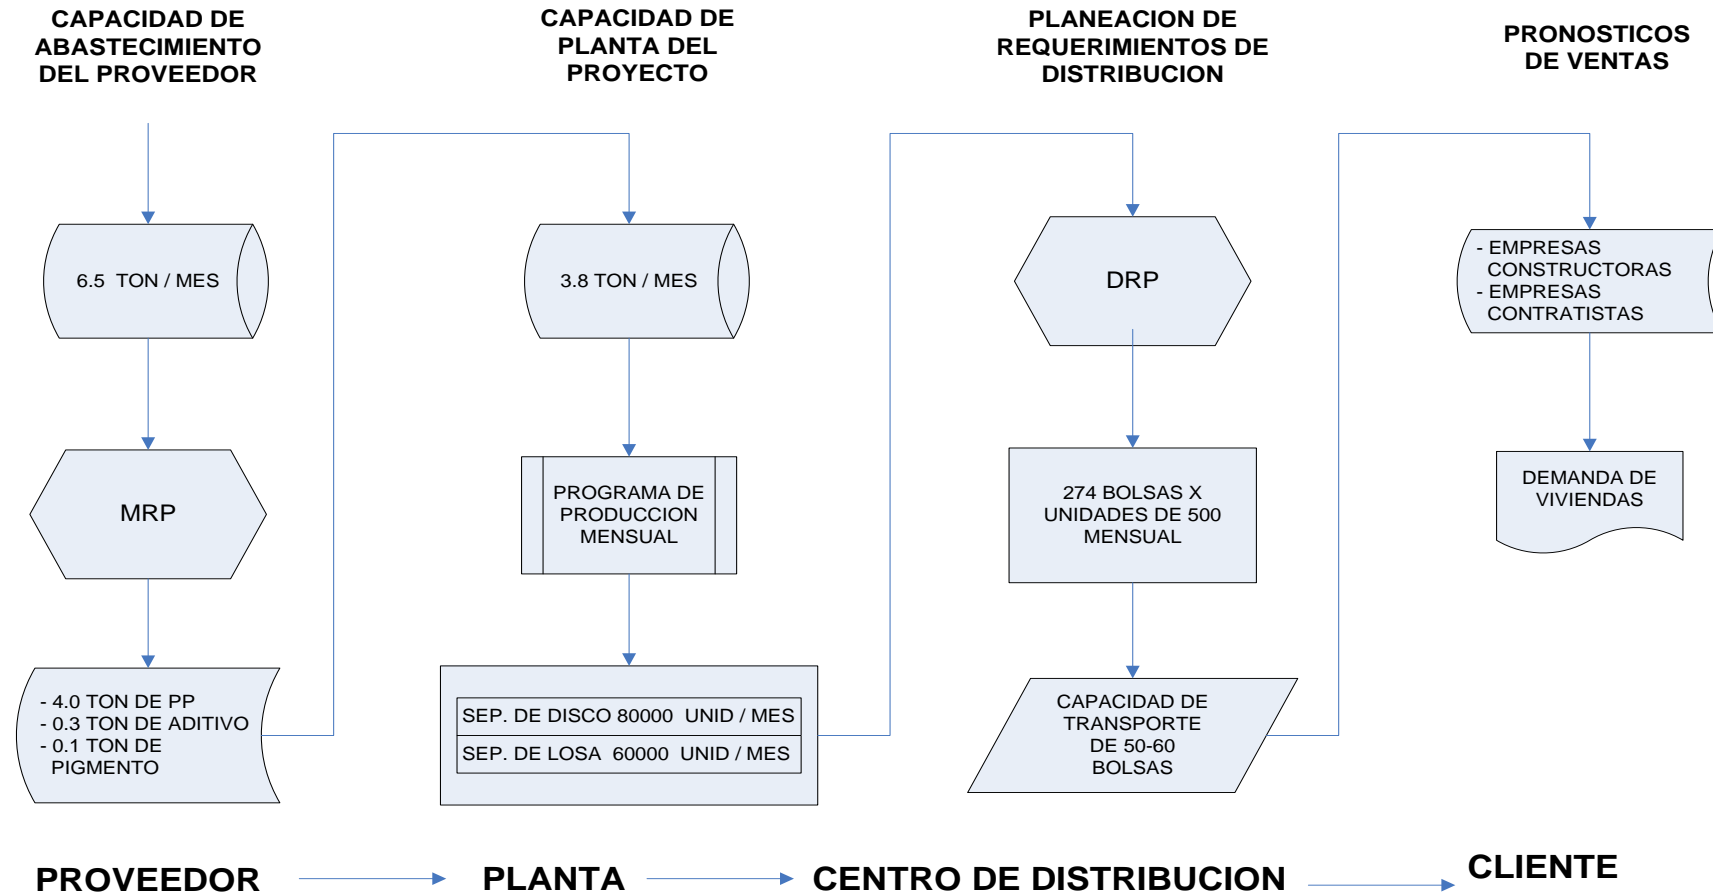 CAPACIDAD DE
ABASTECIMIENTO
DEL PROVEEDOR
6.5 TON / MES
MRP
- 4.0 TON DE PP
- 0.3 TON DE ADITIVO
- 0.1 TON DE
PIGMENTO
CAPACIDAD DE
PLANTA DEL
PROYECTO
3.8 TON / MES
PROGRAMA DE
PRODUCCION
MENSUAL
SEP. DE DISCO 80000 UNID / MES
SEP. DE LOSA 60000 UNID / MES
PLANEACION DE
REQUERIMIENTOS DE
DISTRIBUCION
DRP
274 BOLSAS X
UNIDADES DE 500
MENSUAL
CAPACIDAD DE
TRANSPORTE
DE 50-60
BOLSAS
PRONOSTICOS
DE VENTAS
- EMPRESAS
CONSTRUCTORAS
- EMPRESAS
CONTRATISTAS
DEMANDA DE
VIVIENDAS
PROVEEDOR
PLANTA
CENTRO DE DISTRIBUCION
CLIENTE